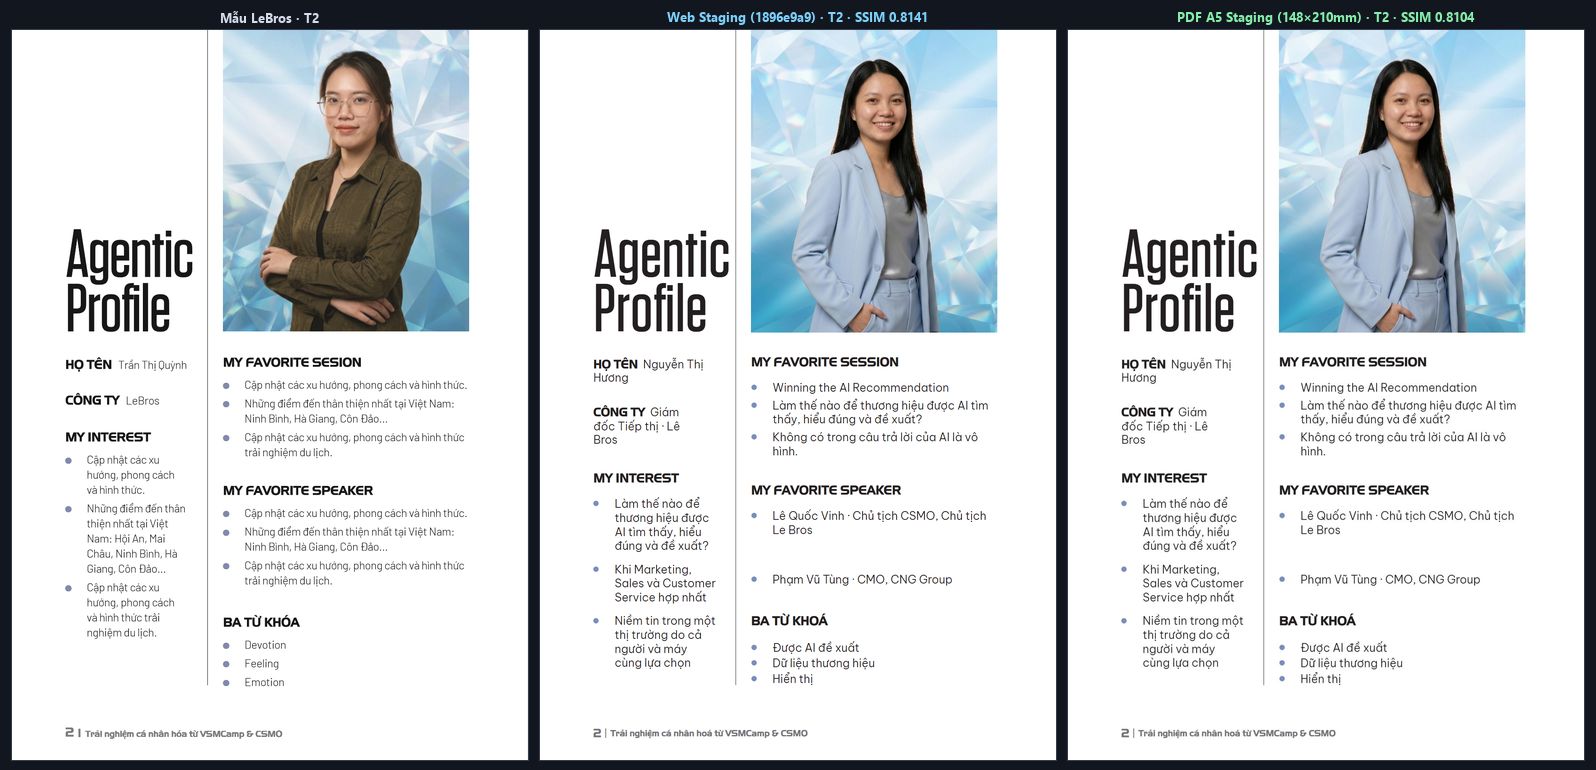 Mẫu LeBros · T2
Agentic
Profile
HỌ TÊN Trần Thị Quỳnh
CÔNG TY LeBros
MY INTEREST
Cập nhật các xu
hướng, phong cách
và hình thức.
Những điểm đến thân
thiện nhất tại Việt
Nam: Hội An, Mai
Châu, Ninh Bình, Hà
Giang, Côn Đảo...
Cập nhật các xu
hướng, phong cách
và hình thức trải
nghiệm du lịch.
MY FAVORITE SESION
Cập nhật các xu hướng, phong cách và hình thức.
Những điểm đến thân thiện nhất tại Việt Nam:
Ninh Bình, Hà Giang, Côn Đảo...
Cập nhật các xu hướng, phong cách và hình thức
trải nghiệm du lịch.
MY FAVORITE SPEAKER
Cập nhật các xu hướng, phong cách và hình thức.
Những điểm đến thân thiện nhất tại Việt Nam:
Ninh Bình, Hà Giang, Côn Đảo...
Cập nhật các xu hướng, phong cách và hình thức
trải nghiệm du lịch.
BA TỪ KHÓA
Devotion
Feeling
Emotion
2 | Trải nghiệm cá nhân hóa từ VSMCamp & CSMO
Web Staging (1896e9a9) · T2 · SSIM 0.8141
Agentic
Profile
HỌ TÊN Nguyễn Thị
Hương
CÔNG TY Giám
đốc Tiếp thị · Lê
Bros
MY INTEREST
Làm thế nào để
thương hiệu được
AI tìm thấy, hiểu
đúng và đề xuất?
Khi Marketing,
Sales và Customer
Service hợp nhất
Niềm tin trong một
thị trường do cả
người và máy
cùng lựa chọn
MY FAVORITE SESSION
Winning the AI Recommendation
Làm thế nào để thương hiệu được AI tìm
thấy, hiểu đúng và đề xuất?
Không có trong câu trả lời của AI là vô
hình.
MY FAVORITE SPEAKER
Lê Quốc Vinh · Chủ tịch CSMO, Chủ tịch
Le Bros
Phạm Vũ Tùng · CMO, CNG Group
BA TỪ KHOÁ
Được AI đề xuất
Dữ liệu thương hiệu
Hiển thị
2 | Trải nghiệm cá nhân hoá từ VSMCamp & CSMO
PDF A5 Staging (148×210mm) · T2 · SSIM 0.8104
Agentic
Profile
HỌ TÊN Nguyễn Thị
Hương
CÔNG TY Giám
đốc Tiếp thị · Lê
Bros
MY INTEREST
Làm thế nào để
thương hiệu được
AI tìm thấy, hiểu
đúng và đề xuất?
Khi Marketing,
Sales và Customer
Service hợp nhất
Niềm tin trong một
thị trường do cả
người và máy
cùng lựa chọn
MY FAVORITE SESSION
Winning the AI Recommendation
Làm thế nào để thương hiệu được AI tìm
thấy, hiểu đúng và đề xuất?
Không có trong câu trả lời của AI là vô
hình.
MY FAVORITE SPEAKER
Lê Quốc Vinh · Chủ tịch CSMO, Chủ tịch
Le Bros
Phạm Vũ Tùng · CMO, CNG Group
BA TỪ KHOÁ
Được AI đề xuất
Dữ liệu thương hiệu
Hiển thị
2 | Trải nghiệm cá nhân hoá từ VSMCamp & CSMO